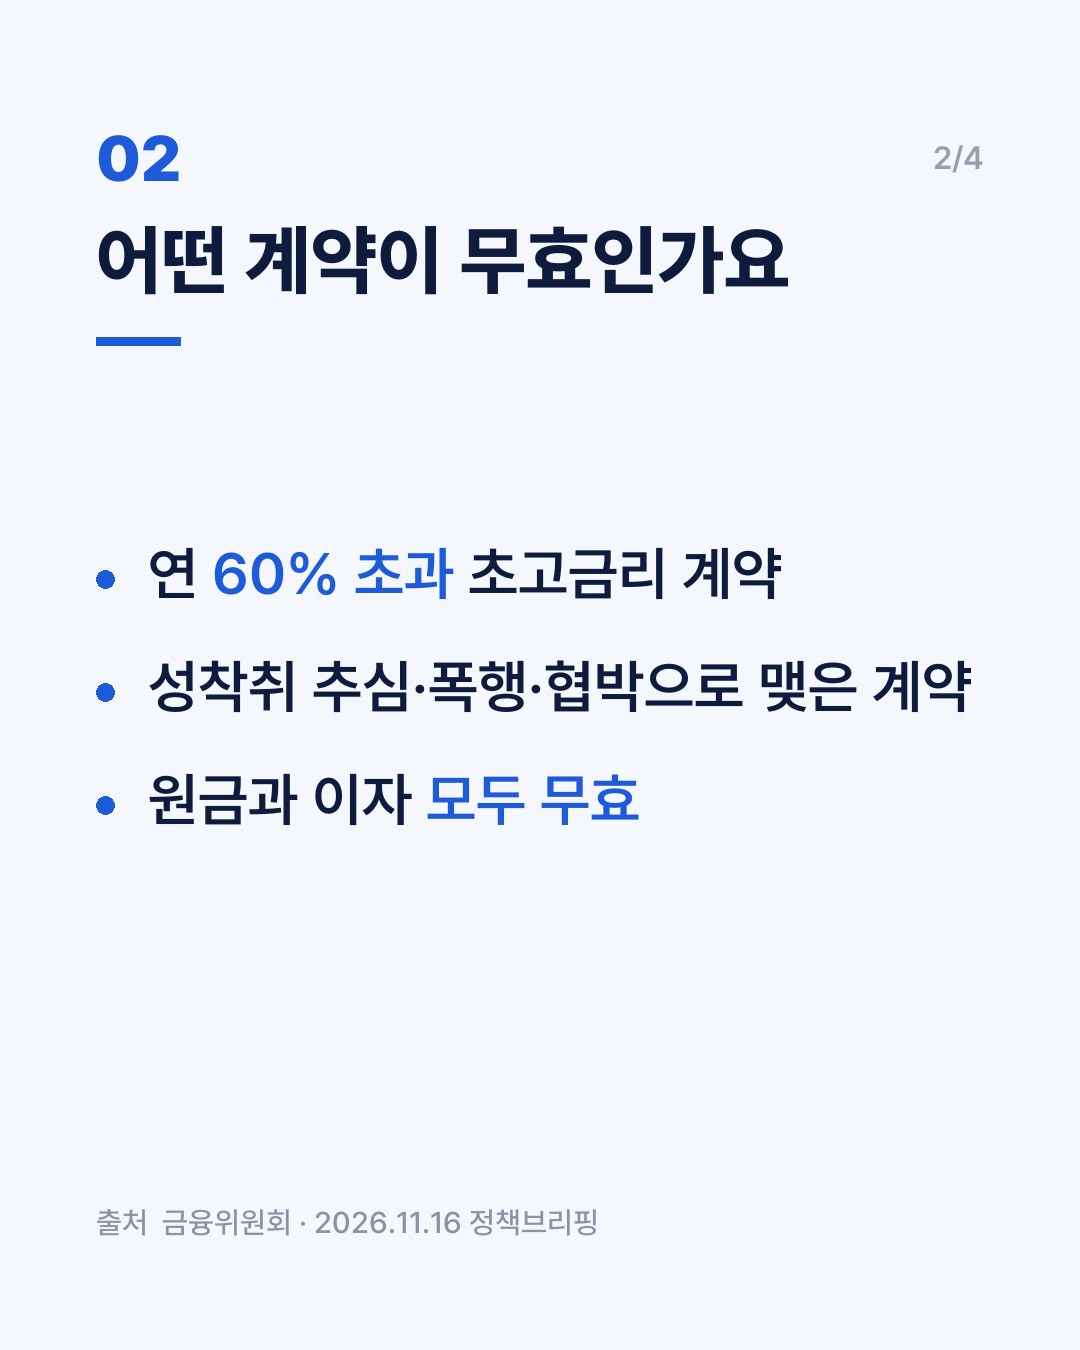 02
2/4
어떤 계약이 무효인가요
연 60% 초과 초고금리 계약
성착취 추심·폭행·협박으로 맺은 계약
원금과 이자 모두 무효
출처 금융위원회 · 2026.11.16 정책브리핑